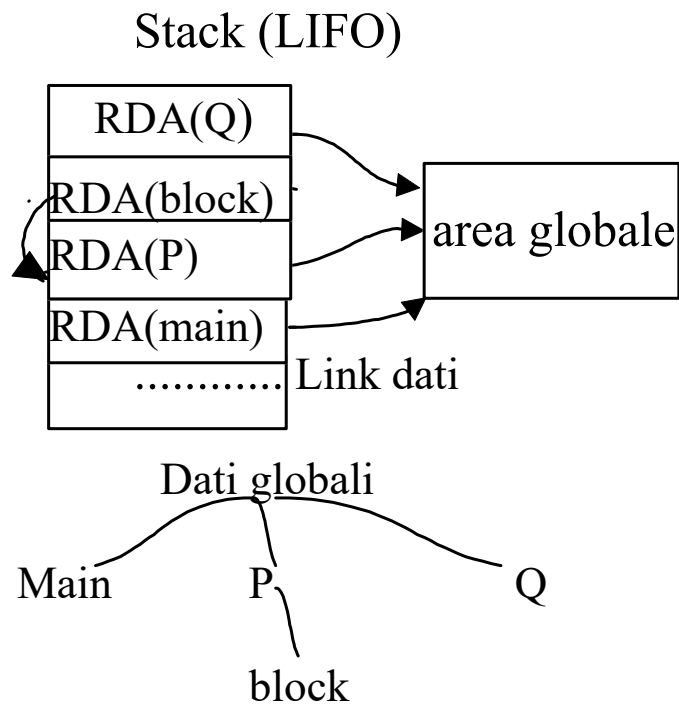 Stack (LIFO)
RDA(Q)
RDA(block)
RDA(P)
area globale
RDA(main)
............ Link dati
Dati globali
Main P Q
block